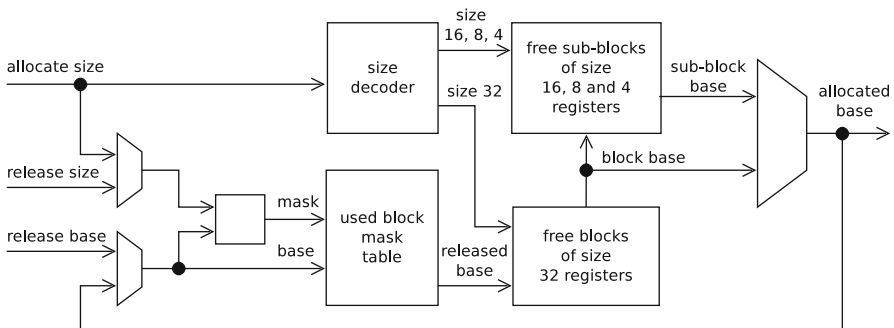 allocate size
release size
release base
size
decoder
size
16, 8, 4
size 32
free sub-blocks
of size
16, 8 and 4
registers
sub-block
base
allocated
base
block base
mask
base
used block
mask
table
released
base
free blocks
of size
32 registers